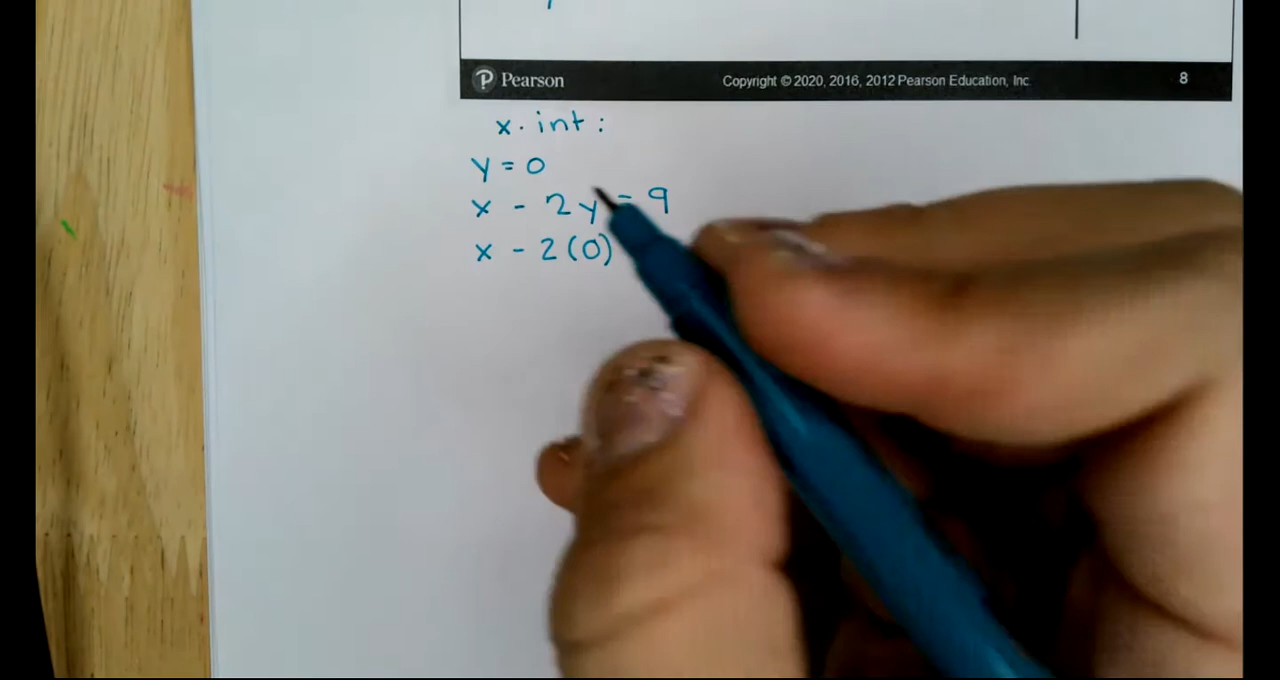 Pearson Copyright © 2020, 2016, 2012 Pearson Education, Inc. 8
x. int:
y = 0
x - 2y = 9
x - 2(0)